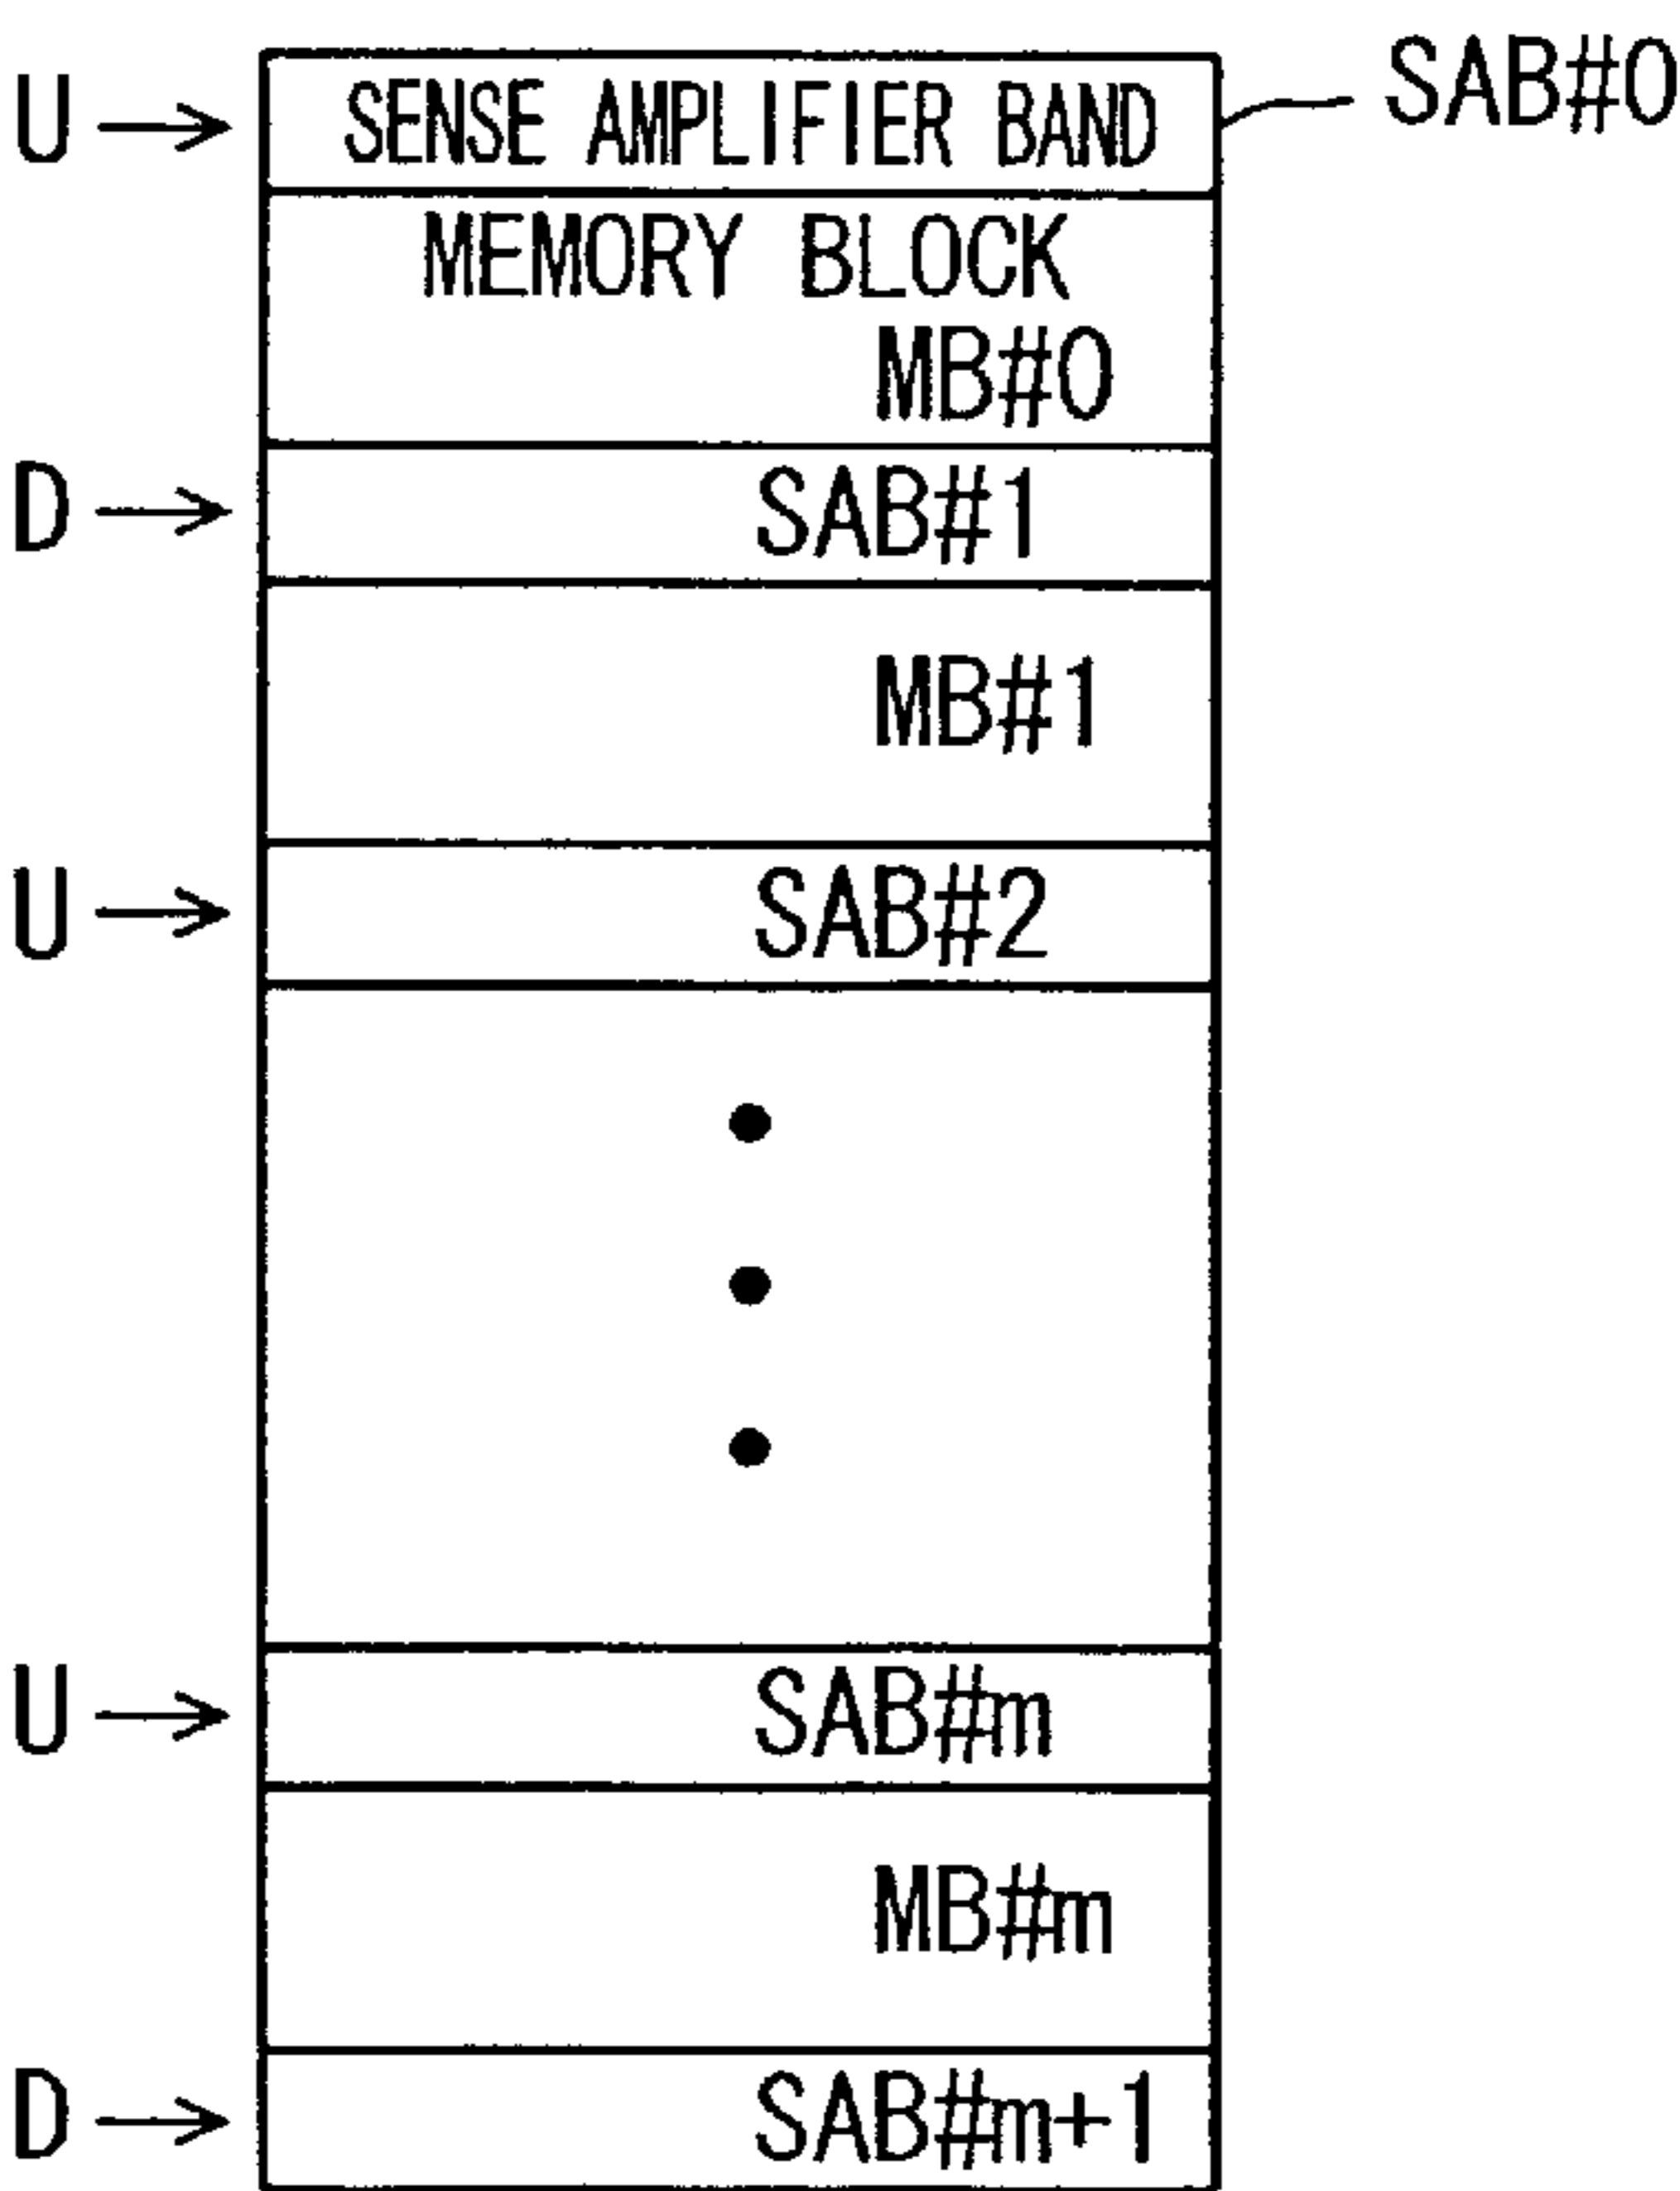 SAB#0
U
SENSE AMPLIFIER BAND
MEMORY BLOCK
MB#0
D
SAB#1
MB#1
U
SAB#2
U
SAB#m
MB#m
D
SAB#m+1